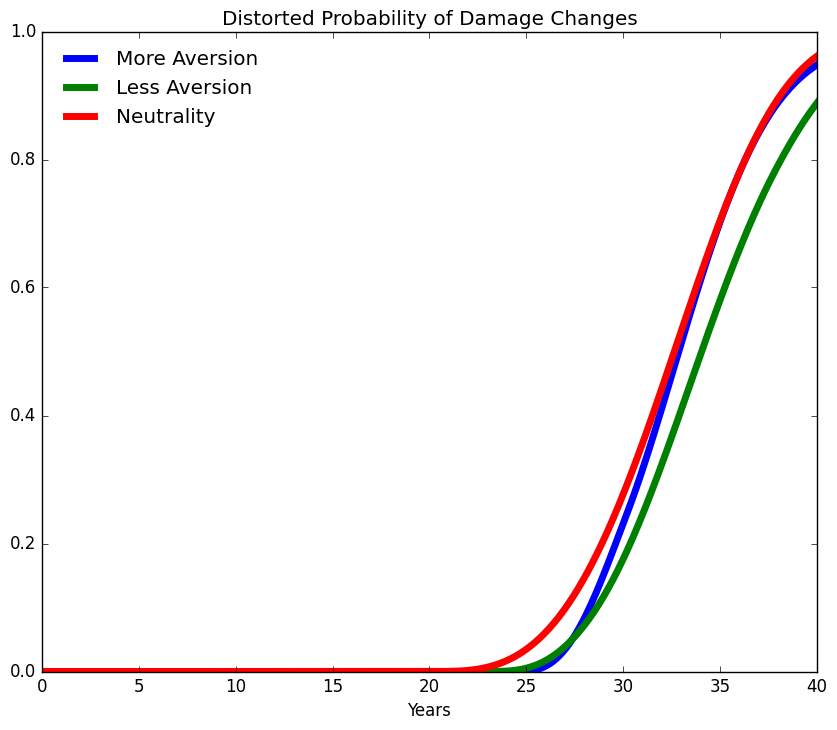 Distorted Probability of Damage Changes
1.0
More Aversion
Less Aversion
Neutrality
0.8
0.6
0.4
0.2
0.0
0 5 10 15 20 25 30 35 40
Years